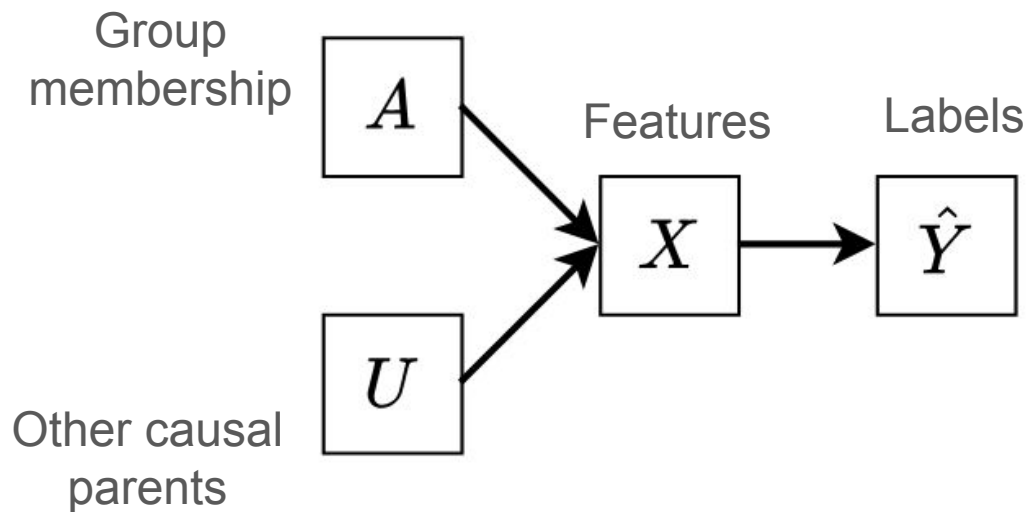 Group
membership
A
Features
Labels
X
Ŷ
U
Other causal
parents